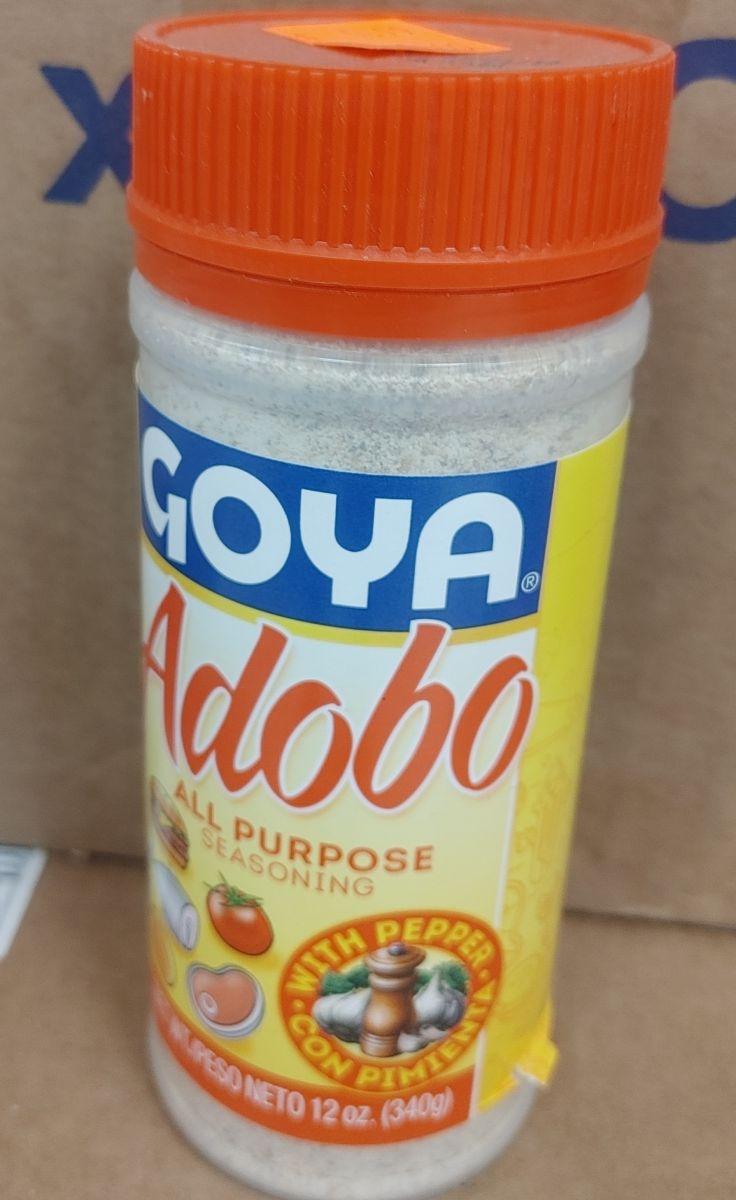 GOYA®
Adobo
ALL PURPOSE
SEASONING
WITH PEPPER
CON PIMIENTA
PESO NETO 12 oz. (340g)